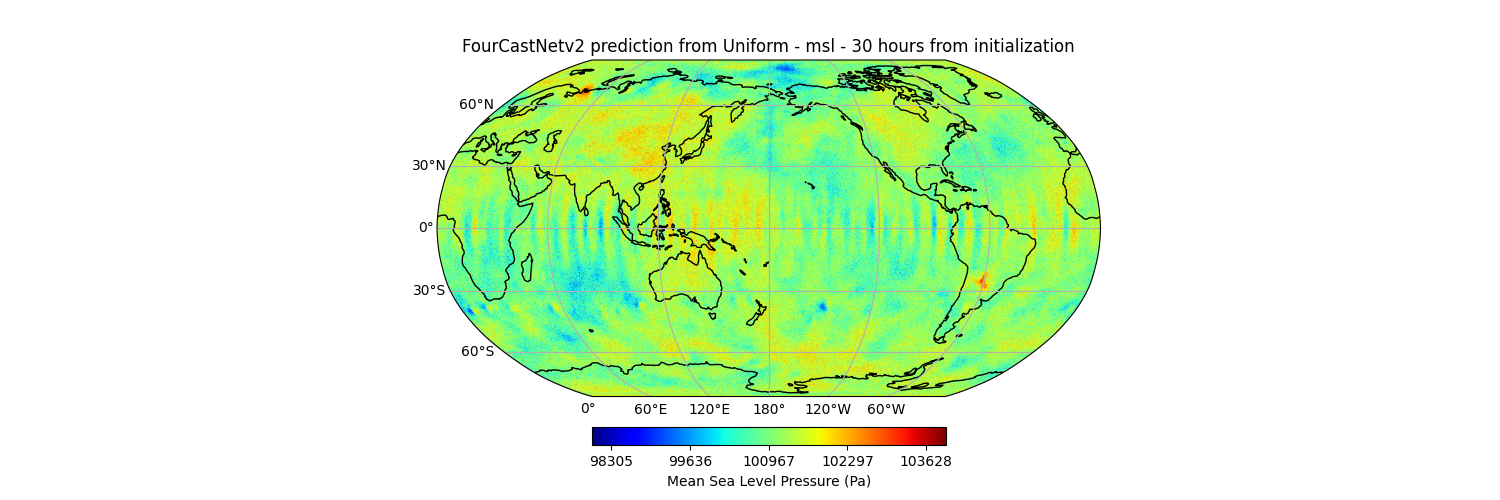 FourCastNetv2 prediction from Uniform - msl - 30 hours from initialization
60°N
30°N
0°
30°S
60°S
0° 60°E 120°E 180° 120°W 60°W
98305 99636 100967 102297 103628
Mean Sea Level Pressure (Pa)